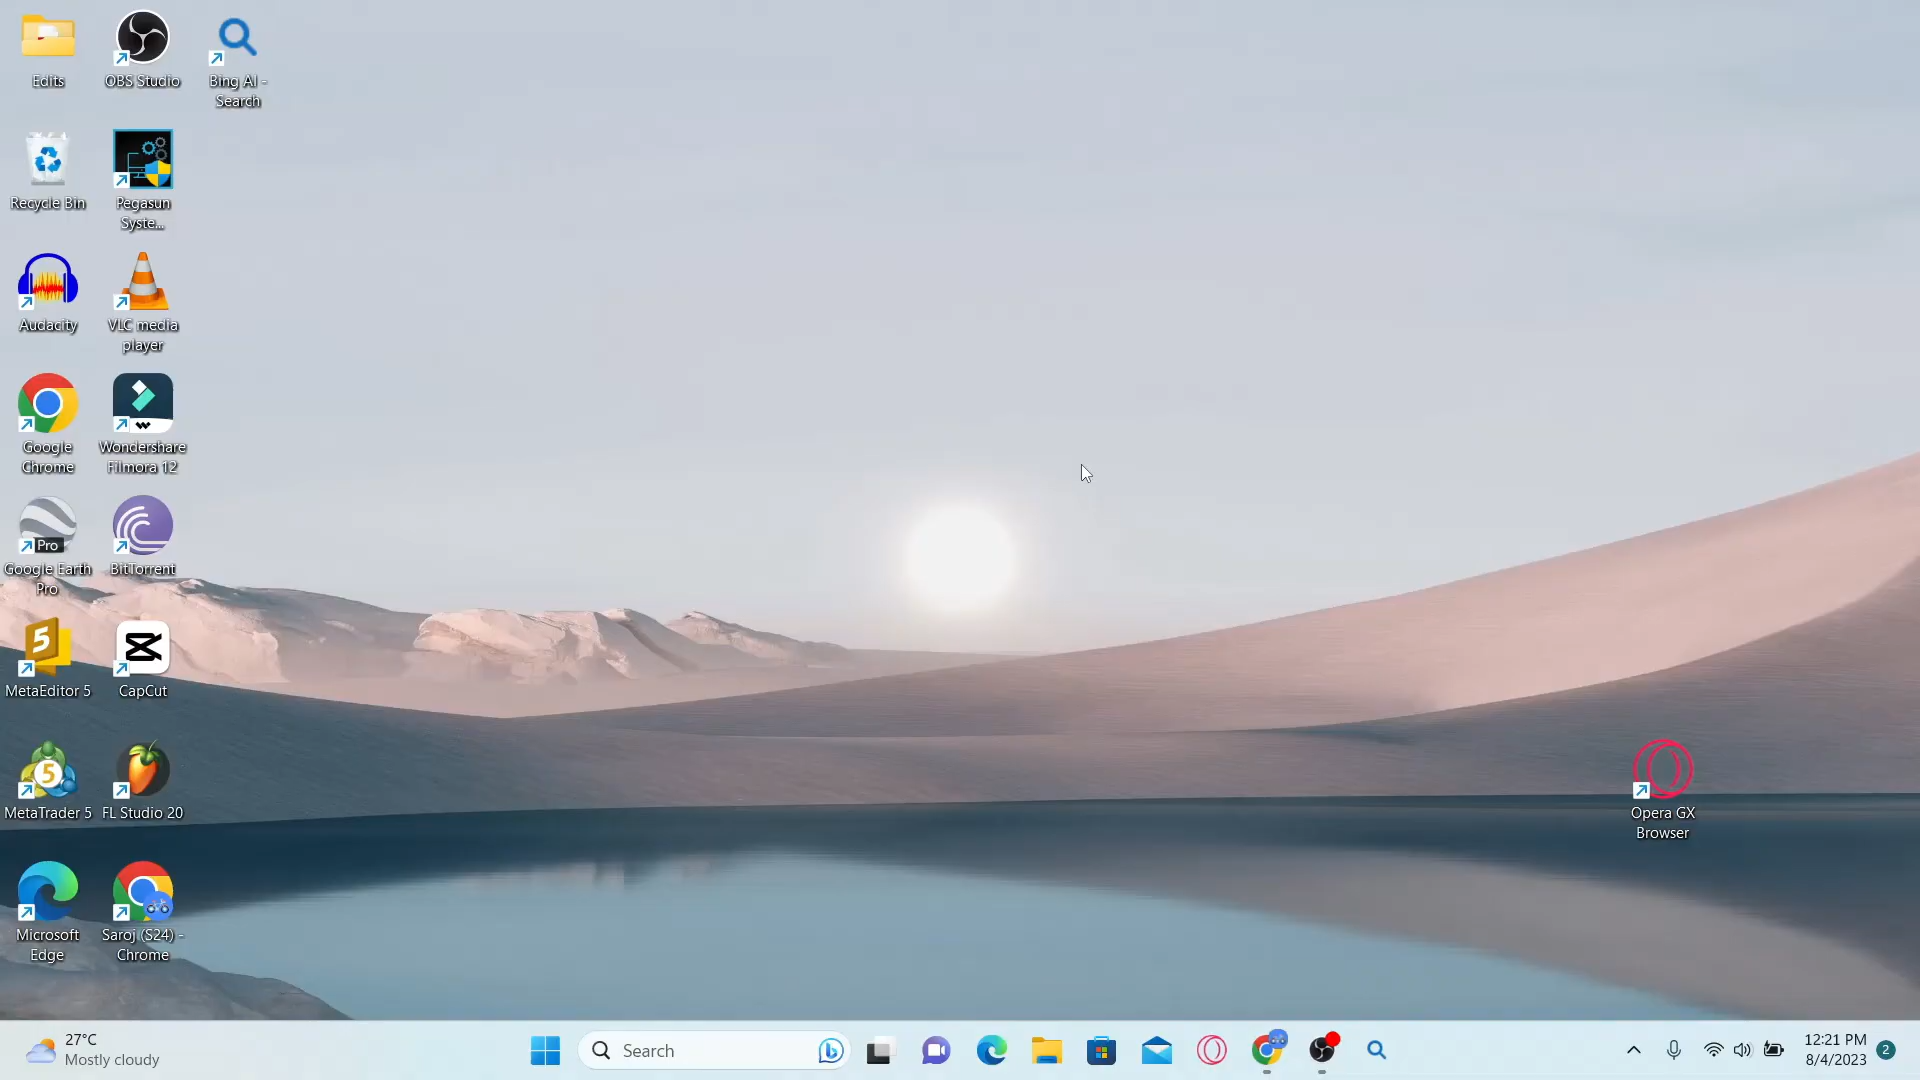 Edits
OBS Studio
Bing AI -
Search
Recycle Bin
Pegasun
Syste...
Audacity
VLC media
player
Google
Chrome
Wondershare
Filmora 12
Pro
Google Earth
Pro
BitTorrent
5
MetaEditor 5
CapCut
5
MetaTrader 5
FL Studio 20
Microsoft
Edge
Saroj (S24) -
Chrome
Opera GX
Browser
27°C
Mostly cloudy
Search
12:21 PM
8/4/2023
2